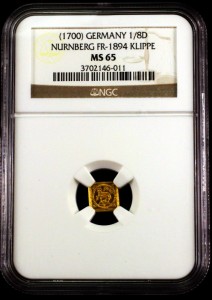 (1700) GERMANY 1/8D
NURNBERG FR-1894 KLIPPE
MS 65
3702146-011
NGC